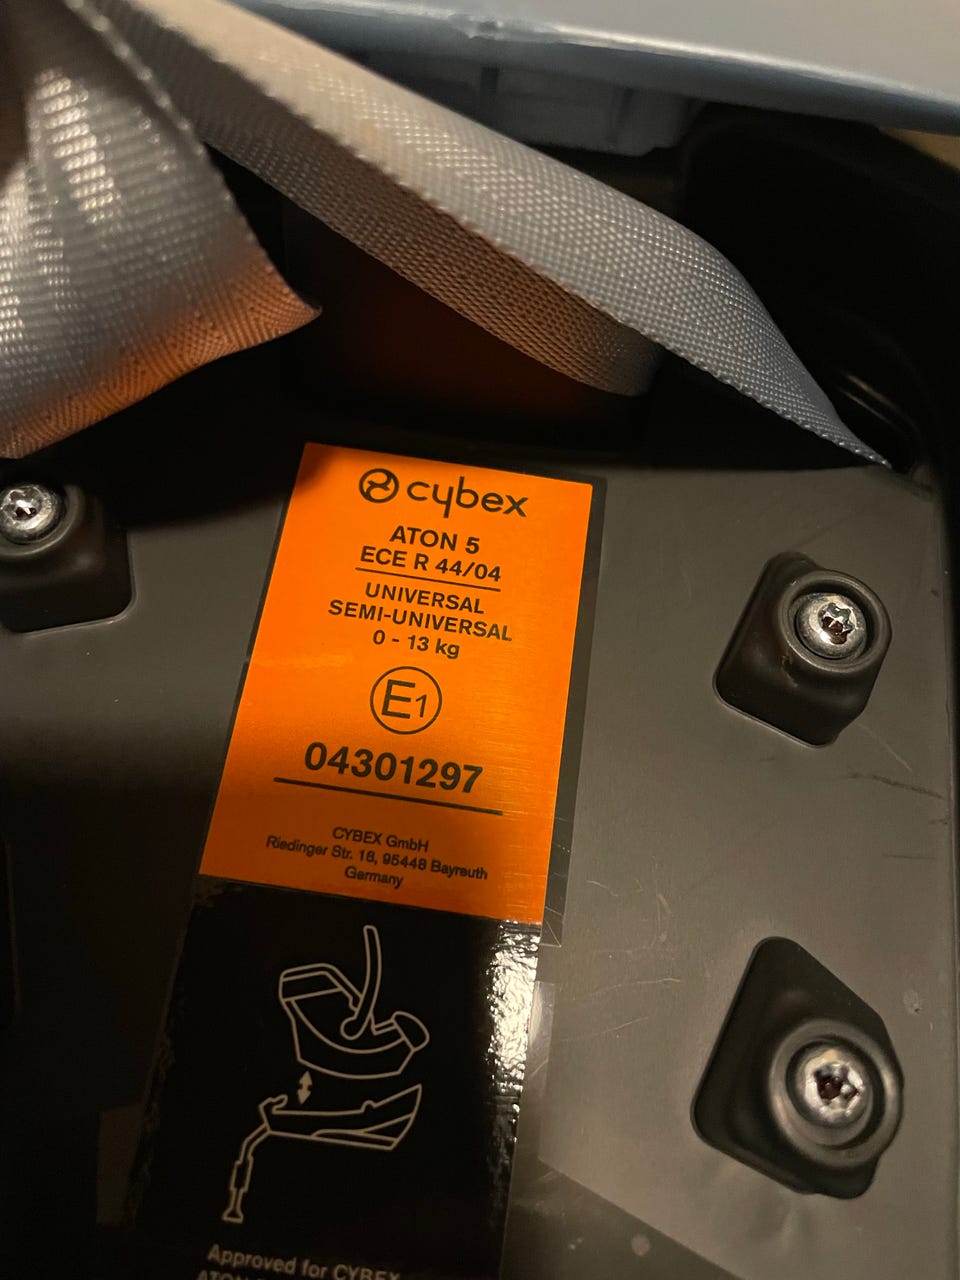 cybex
ATON 5
ECE R 44/04
UNIVERSAL
SEMI-UNIVERSAL
0 - 13 kg
E1
04301297
CYBEX GmbH
Riedinger Str. 18, 95448 Bayreuth
Germany
Approved for CYBEX
ATON